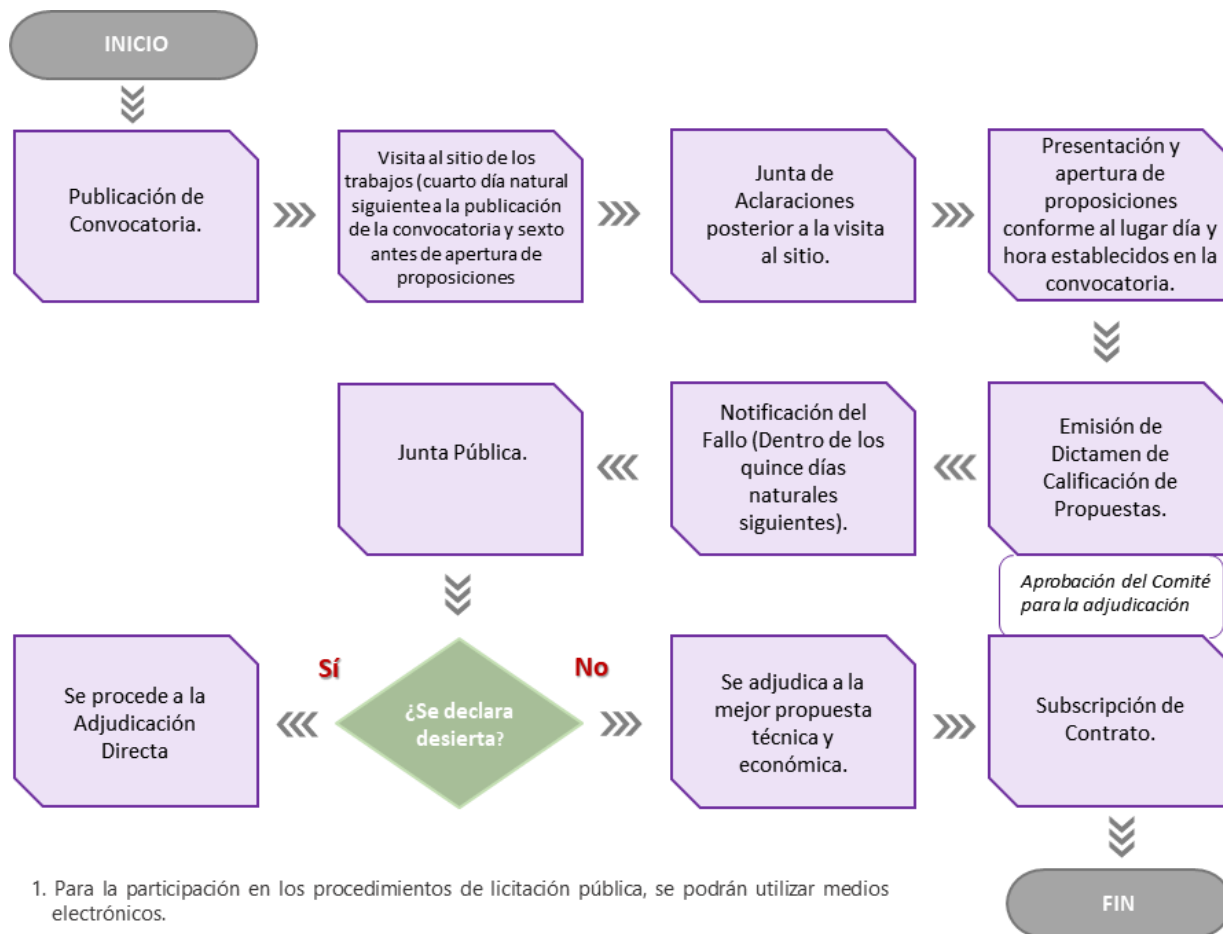 INICIO
Publicación de
Convocatoria.
Visita al sitio de los
trabajos (cuarto día natural
siguiente a la publicación
de la convocatoria y sexto
antes de apertura de
proposiciones
Junta de
Aclaraciones
posterior a la visita
al sitio.
Presentación y
apertura de
proposiciones
conforme al lugar día y
hora establecidos en la
convocatoria.
Emisión de
Dictamen de
Calificación de
Propuestas.
Notificación del
Fallo (Dentro de los
quince días
naturales
siguientes).
Junta Pública.
Aprobación del Comité
para la adjudicación
¿Se declara
desierta?
Sí
Se procede a la
Adjudicación
Directa
No
Se adjudica a la
mejor propuesta
técnica y
económica.
Subscripción de
Contrato.
FIN
1. Para la participación en los procedimientos de licitación pública, se podrán utilizar medios
electrónicos.